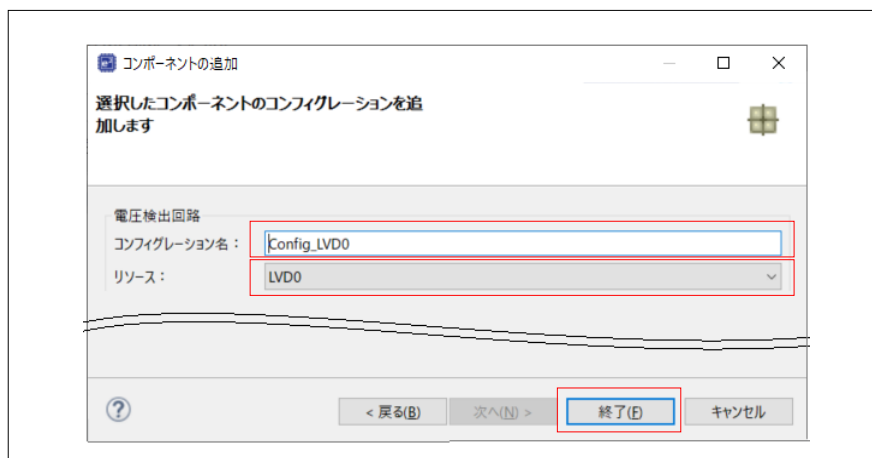 コンポーネントの追加
選択したコンポーネントのコンフィグレーションを追
加します
電圧検出回路
コンフィグレーション名：
Config_LVD0
リソース：
LVD0
< 戻る(B)
次へ(N) >
終了(F)
キャンセル